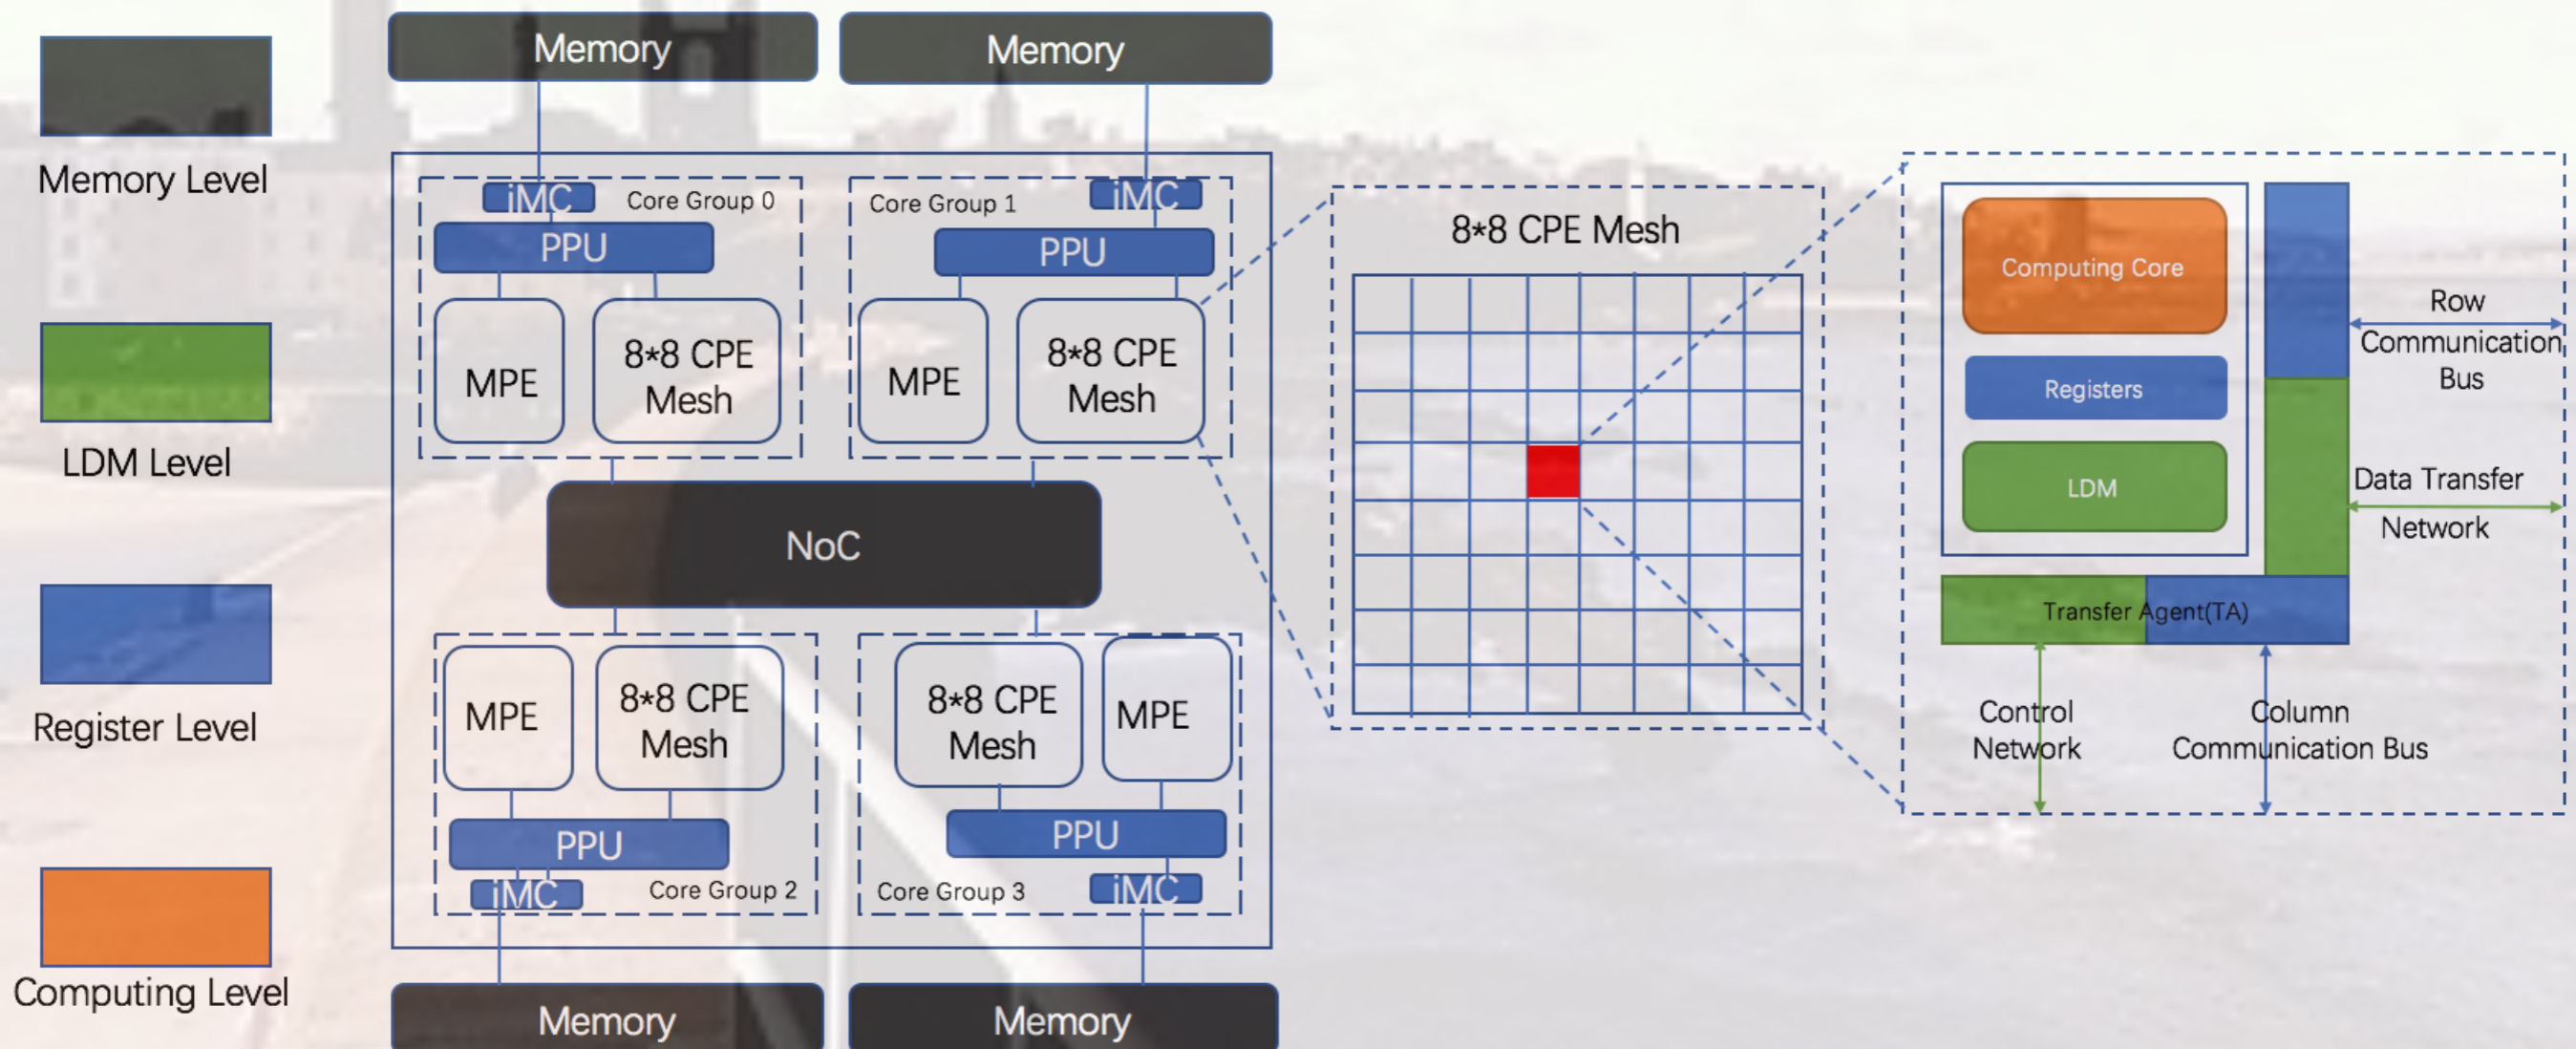 Memory Level
LDM Level
Register Level
Computing Level
Memory
Memory
iMC
Core Group 0
PPU
MPE
8*8 CPE
Mesh
Core Group 1
iMC
PPU
MPE
8*8 CPE
Mesh
NoC
MPE
8*8 CPE
Mesh
PPU
iMC
Core Group 2
8*8 CPE
Mesh
MPE
PPU
Core Group 3
iMC
Memory
Memory
8*8 CPE Mesh
Computing Core
Registers
LDM
Transfer Agent(TA)
Row
Communication
Bus
Data Transfer
Network
Control
Network
Column
Communication Bus